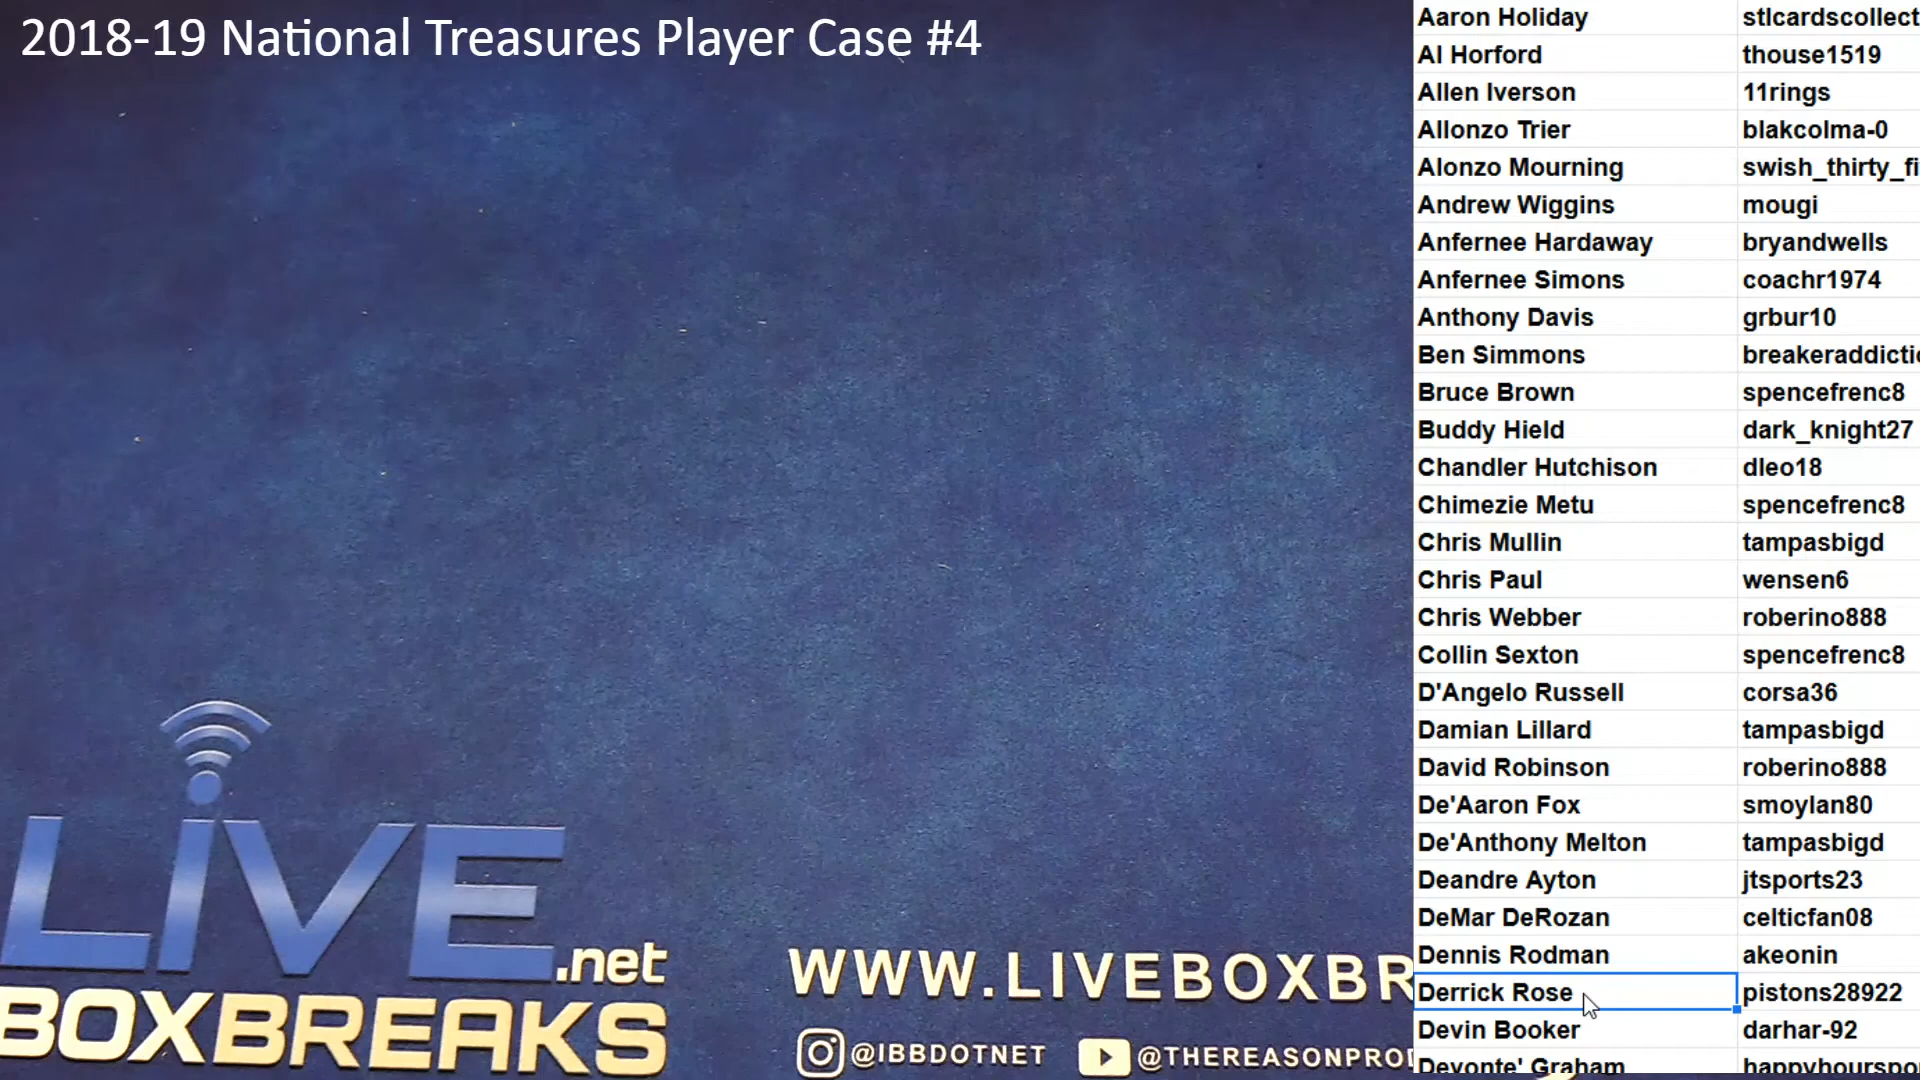 2018-19 National Treasures Player Case #4
Aaron Holiday stlcardscollect
Al Horford thouse1519
Allen Iverson 11rings
Allonzo Trier blakcolma-0
Alonzo Mourning swish_thirty_fi
Andrew Wiggins mougi
Anfernee Hardaway bryandwells
Anfernee Simons coachr1974
Anthony Davis grbur10
Ben Simmons breakeraddictio
Bruce Brown spencefrenc8
Buddy Hield dark_knight27
Chandler Hutchison dleo18
Chimezie Metu spencefrenc8
Chris Mullin tampasbigd
Chris Paul wensen6
Chris Webber roberino888
Collin Sexton spencefrenc8
D'Angelo Russell corsa36
Damian Lillard tampasbigd
David Robinson roberino888
De'Aaron Fox smoylan80
De'Anthony Melton tampasbigd
Deandre Ayton jtsports23
DeMar DeRozan celticfan08
Dennis Rodman akeonin
Derrick Rose pistons28922
Devin Booker darhar-92
Devonte' Graham happyhourspo
LIVE.net
BOXBREAKS
WWW.LIVEBOXBR
@IBBDOTNET @THEREASONPROD